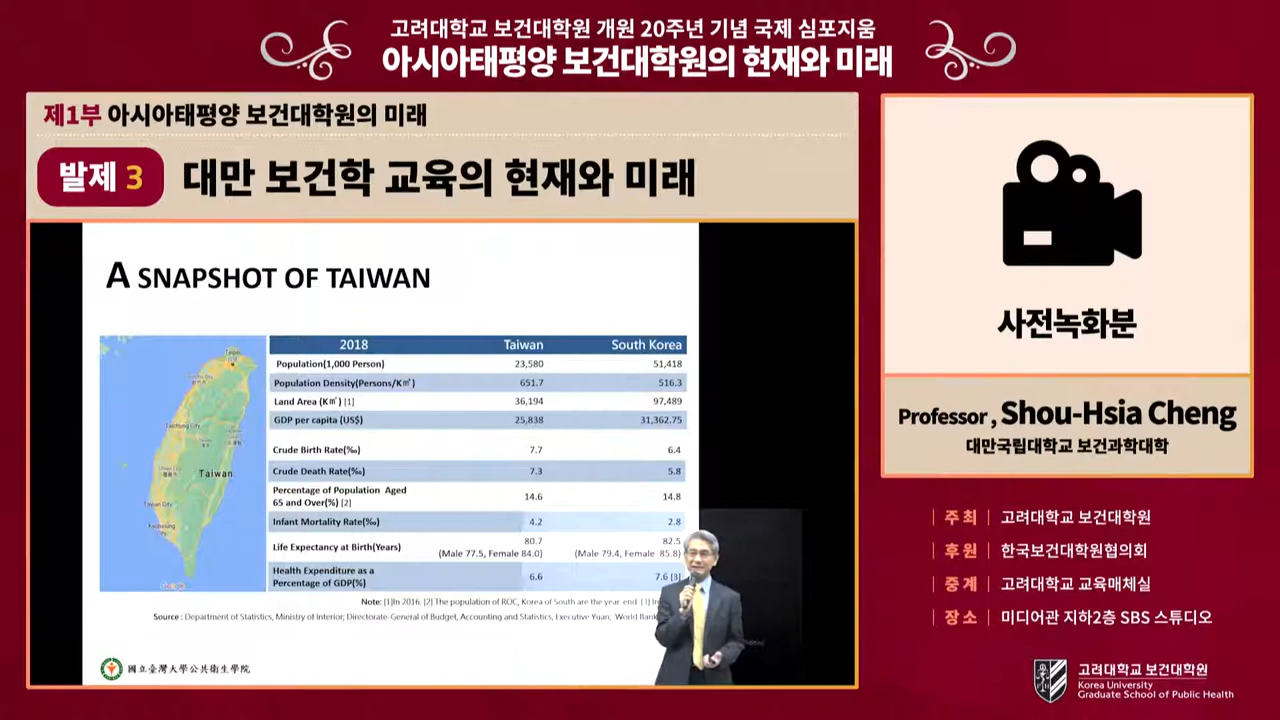 고려대학교 보건대학원 개원 20주년 기념 국제 심포지움
아시아태평양 보건대학원의 현재와 미래
제1부 아시아태평양 보건대학원의 미래
발제 3 대만 보건학 교육의 현재와 미래
A SNAPSHOT OF TAIWAN
2018 Taiwan South Korea
Population(1,000 Person) 23,580 51,418
Population Density(Persons/K㎡) 651.7 516.3
Land Area (K㎡) [1] 36,194 97,489
GDP per capita (US$) 25,838 31,362.75
Crude Birth Rate(‰) 7.7 6.4
Crude Death Rate(‰) 7.3 5.8
Percentage of Population Aged
65 and Over(%) [2] 14.6 14.8
Infant Mortality Rate(‰) 4.2 2.8
Life Expectancy at Birth(Years) 80.7 82.5
(Male 77.5, Female 84.0) (Male 79.4, Female 85.8)
Health Expenditure as a
Percentage of GDP(%) 6.6 7.6 [3]
Note: [1]In 2016. [2] The population of ROC, Korea of South are the year-end.
Source : Department of Statistics, Ministry of Interior; Directorate-General of Budget, Accounting and Statistics, Executive Yuan; World Bank
Taipei
Taichung City
Taiwan
Tainan City
Kaohsiung
國立臺灣大學公共衛生學院
사전녹화분
Professor, Shou-Hsia Cheng
대만국립대학교 보건과학대학
| 주최 | 고려대학교 보건대학원
| 후원 | 한국보건대학원협의회
| 중계 | 고려대학교 교육매체실
| 장소 | 미디어관 지하2층 SBS 스튜디오
고려대학교 보건대학원
Korea University
Graduate School of Public Health